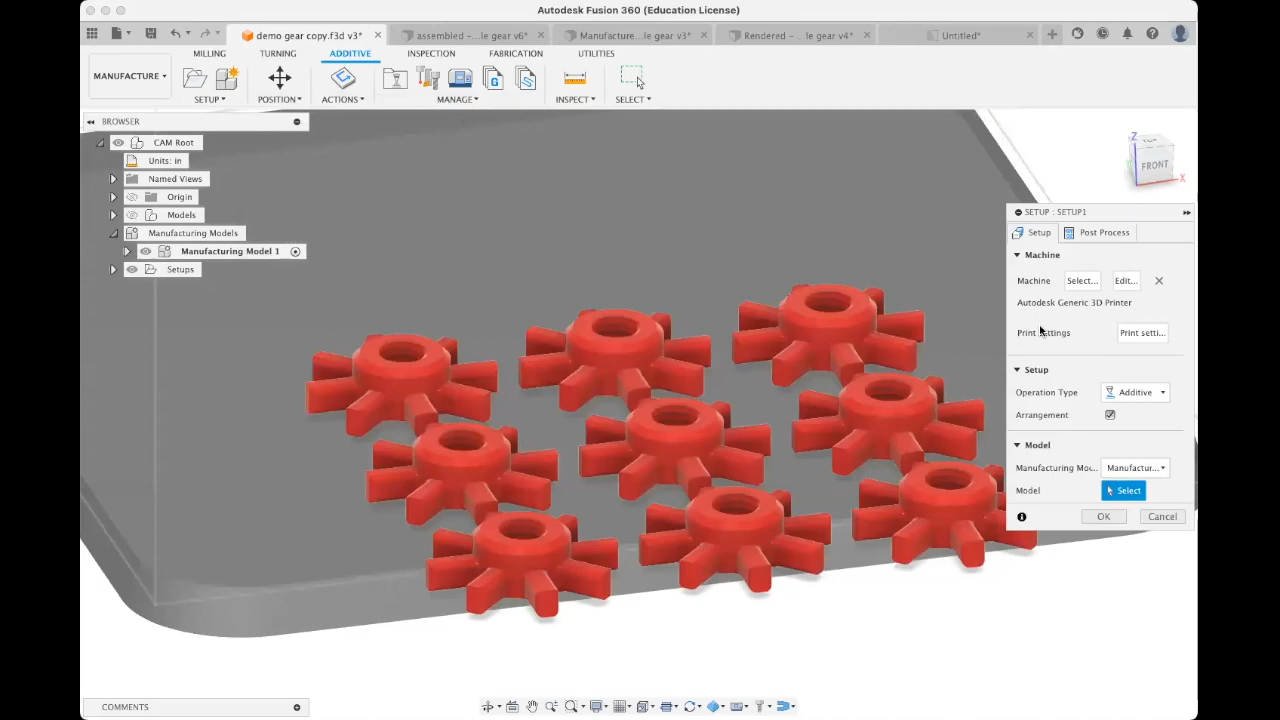 Autodesk Fusion 360 (Education License)
demo gear copy.f3d v3*
assembled – ...le gear v6*
Manufacture...le gear v3*
Rendered – ...le gear v4*
Untitled*
MANUFACTURE
MILLING
TURNING
ADDITIVE
INSPECTION
FABRICATION
UTILITIES
SETUP
POSITION
ACTIONS
MANAGE
INSPECT
SELECT
BROWSER
CAM Root
Units: in
Named Views
Origin
Models
Manufacturing Models
Manufacturing Model 1
Setups
Z
FRONT
X
SETUP : SETUP1
Setup
Post Process
Machine
Machine Select... Edit...
Autodesk Generic 3D Printer
Print settings Print setti...
Setup
Operation Type Additive
Arrangement
Model
Manufacturing Mo... Manufactur...
Model Select
OK Cancel
COMMENTS